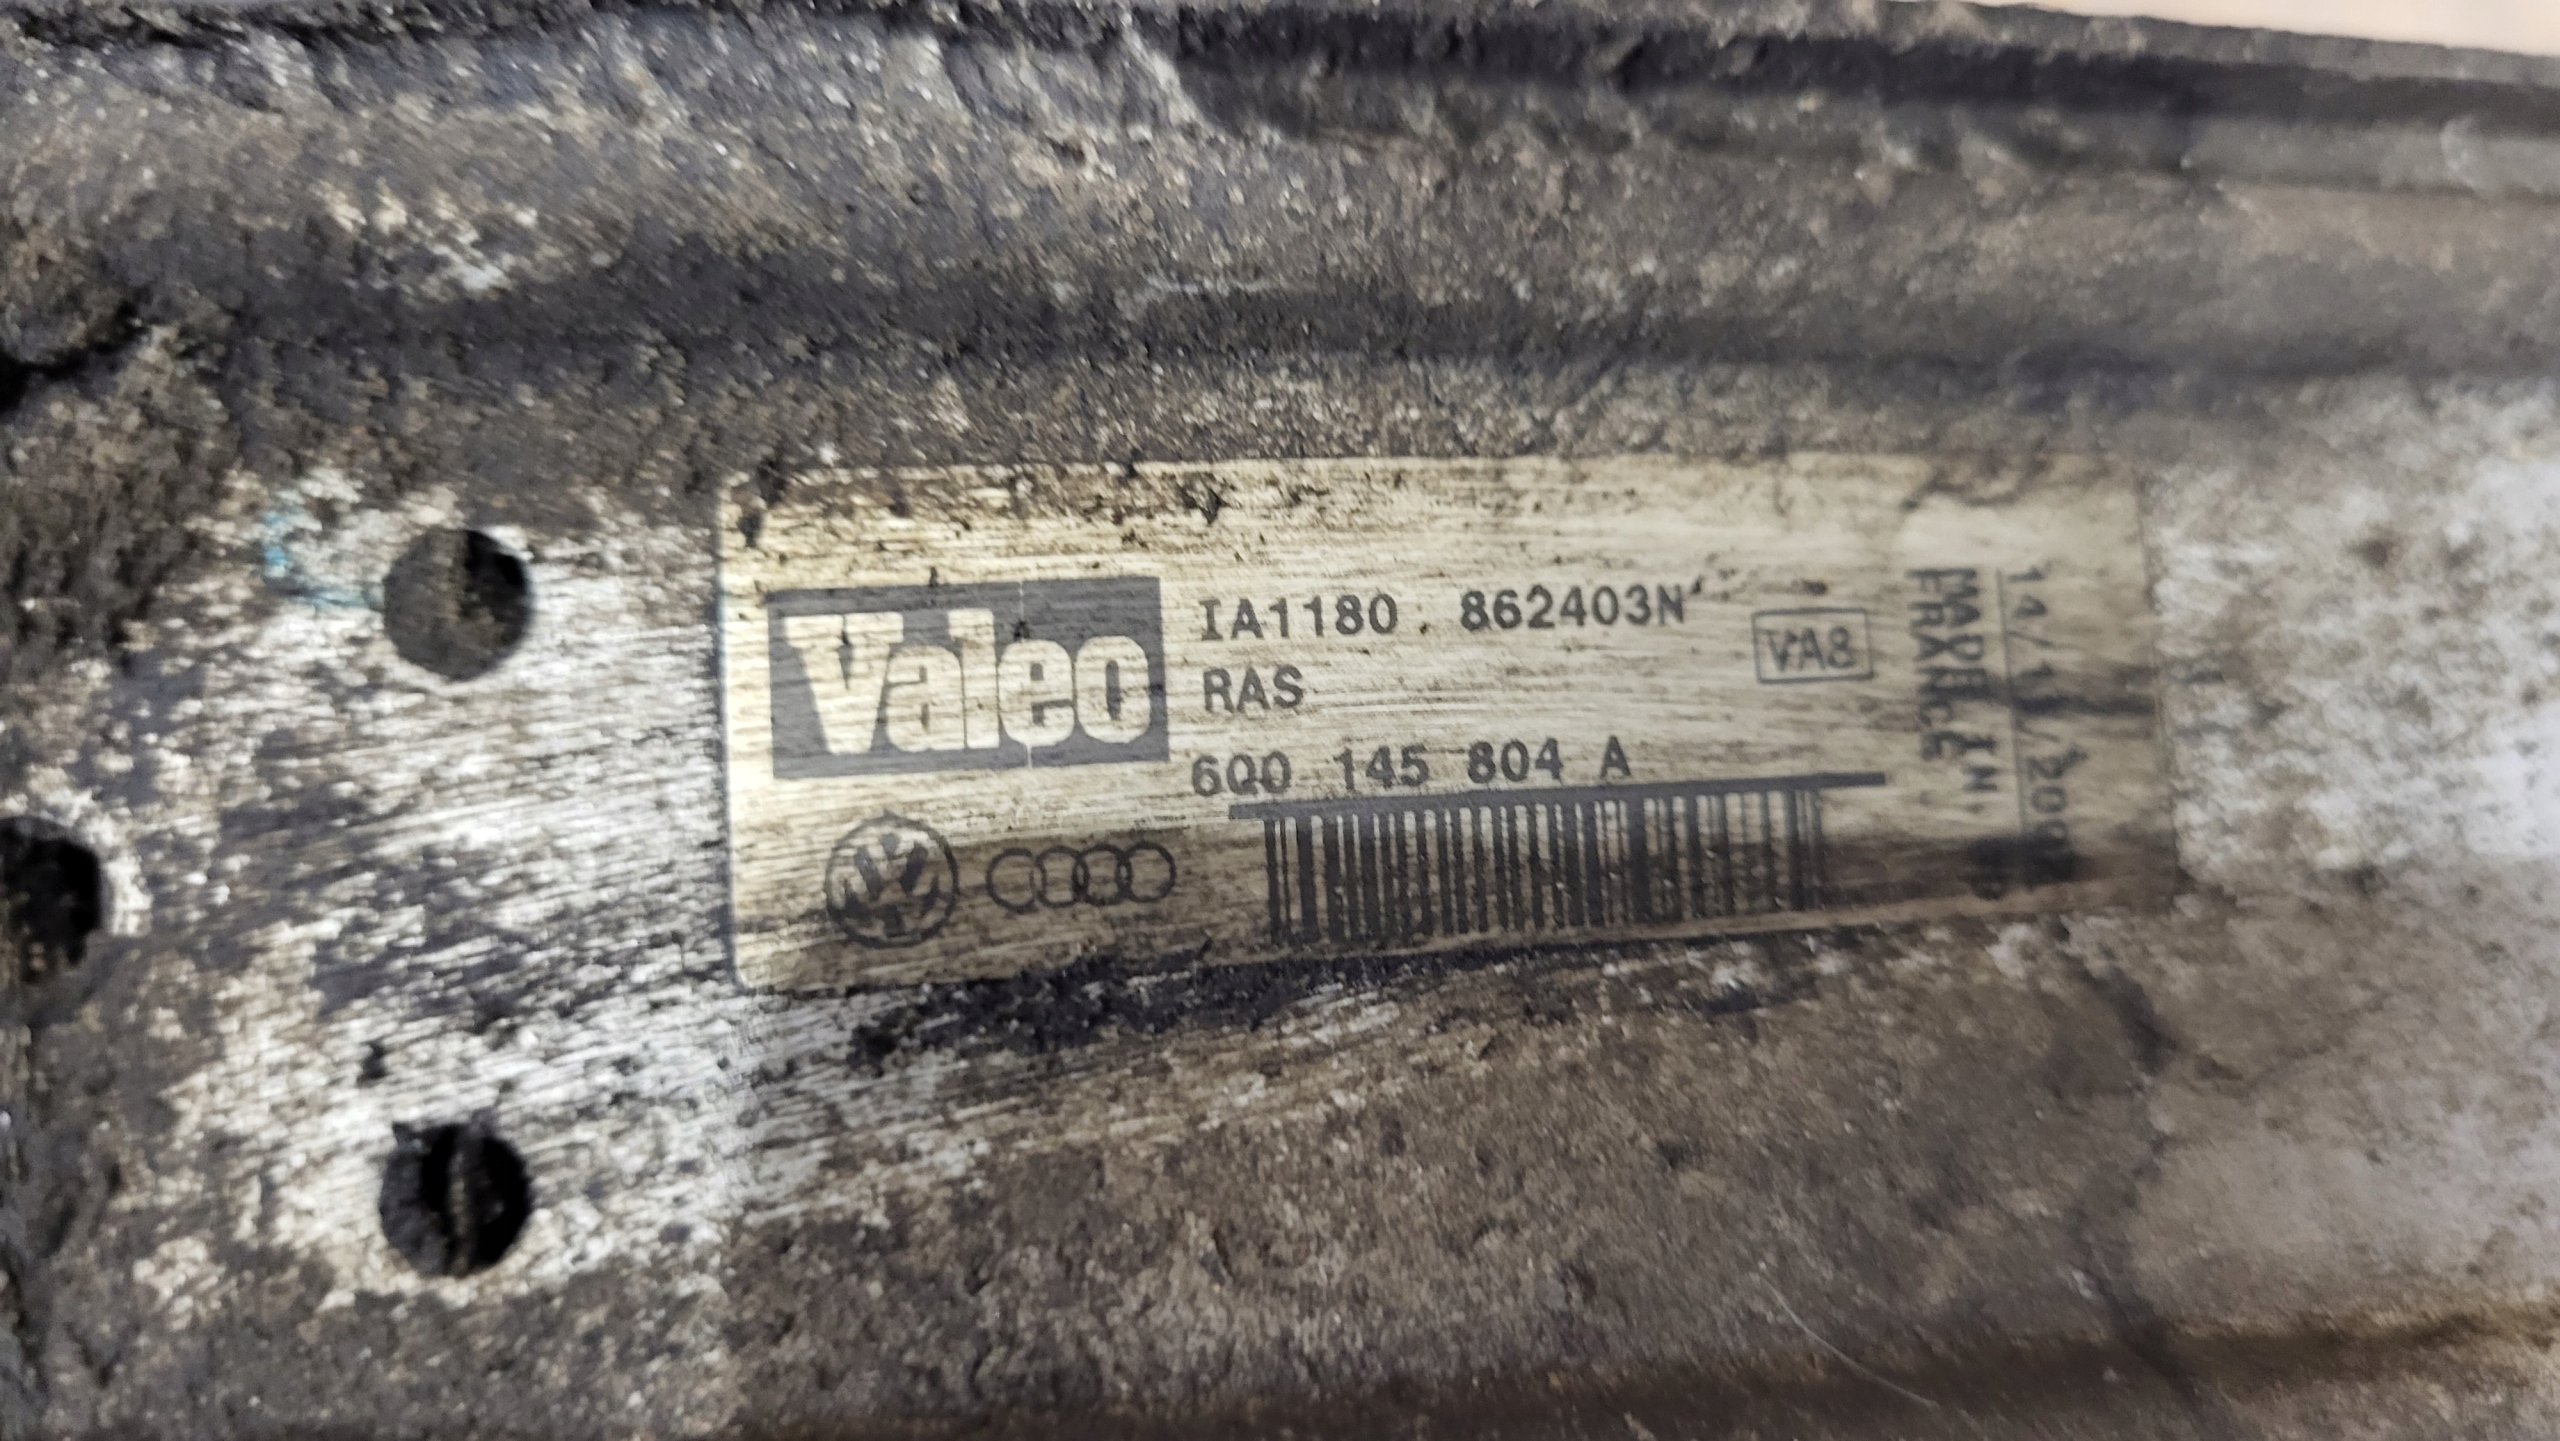 Valeo
IA1180. 862403N
RAS
VA8
6Q0 145 804 A
MADE IN
FRANCE